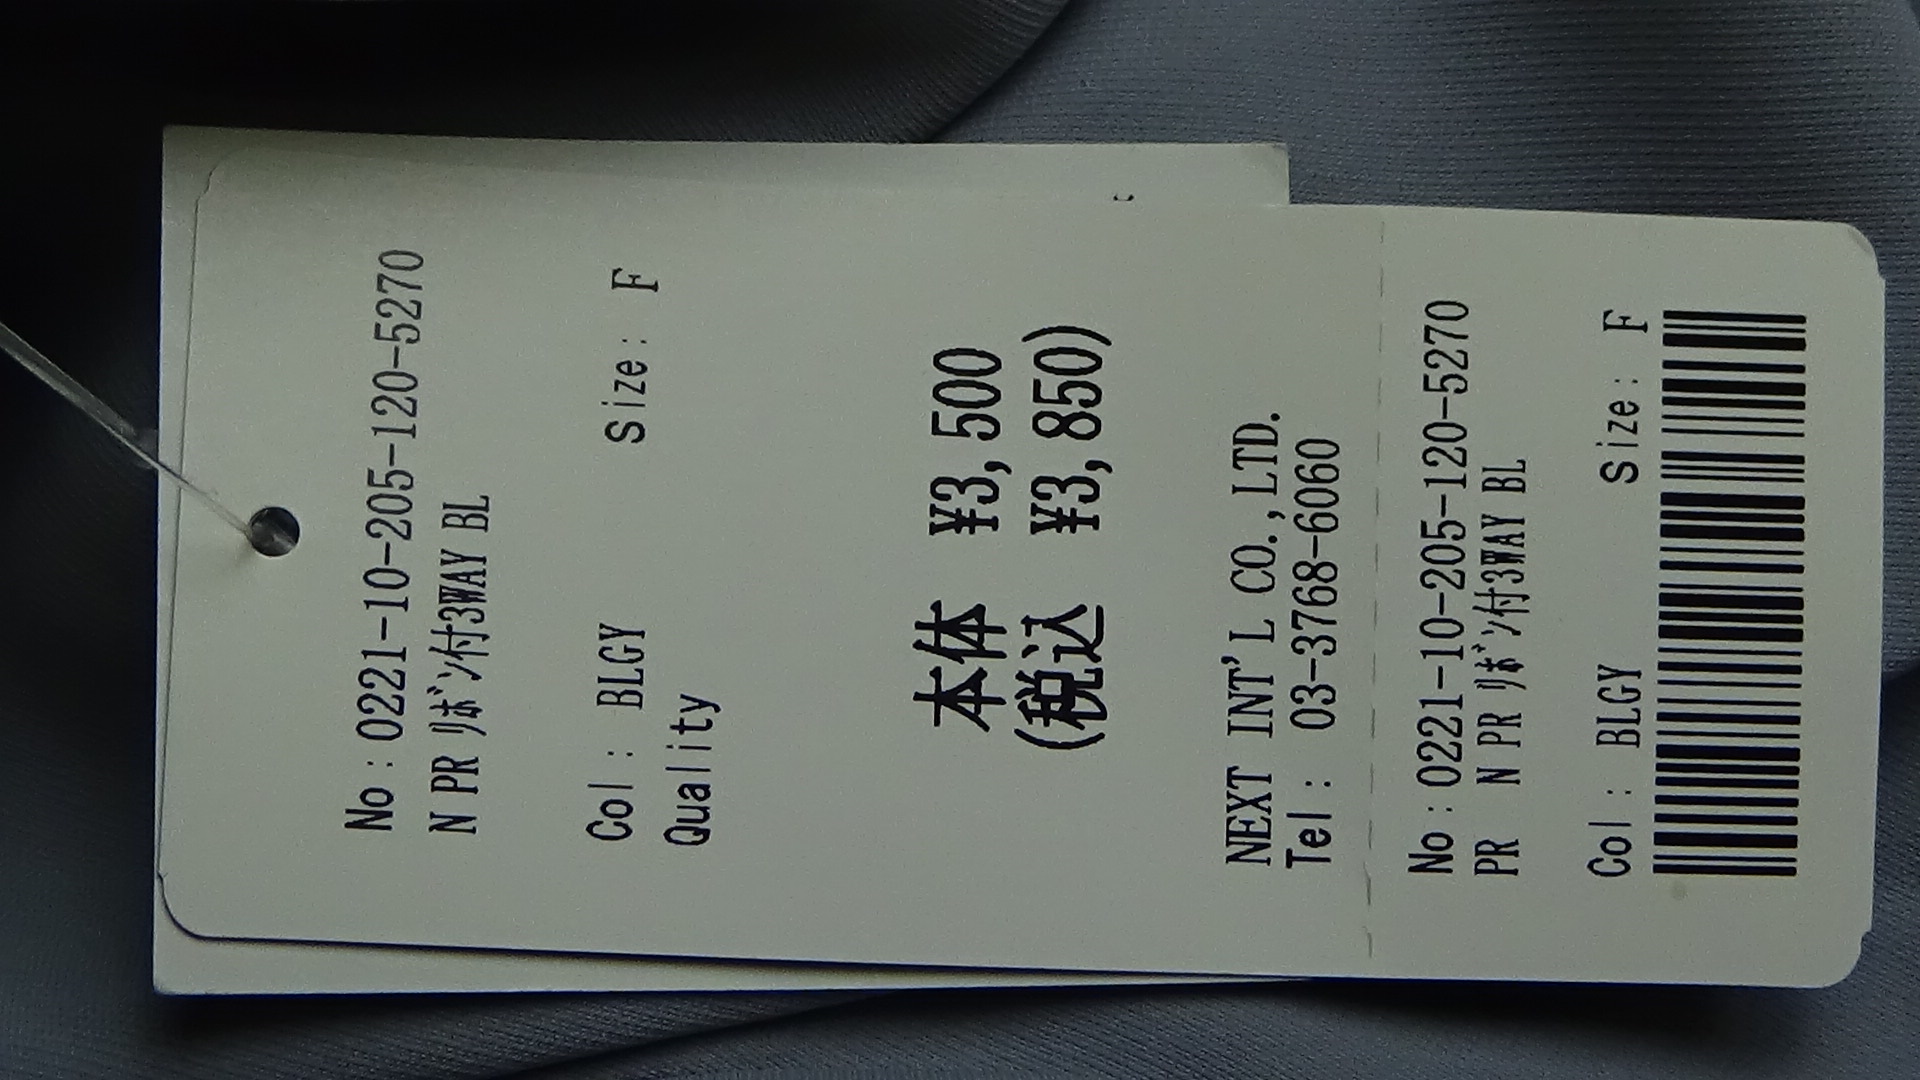 No:0221-10-205-120-5270
N PR ﾘﾎﾞﾝ付3WAY BL
Col: BLGY Size: F
Quality
本体 ¥3,500
(税込 ¥3,850)
NEXT INT'L CO.,LTD.
Tel: 03-3768-6060
No:0221-10-205-120-5270
PR N PR ﾘﾎﾞﾝ付3WAY BL
Col: BLGY Size: F